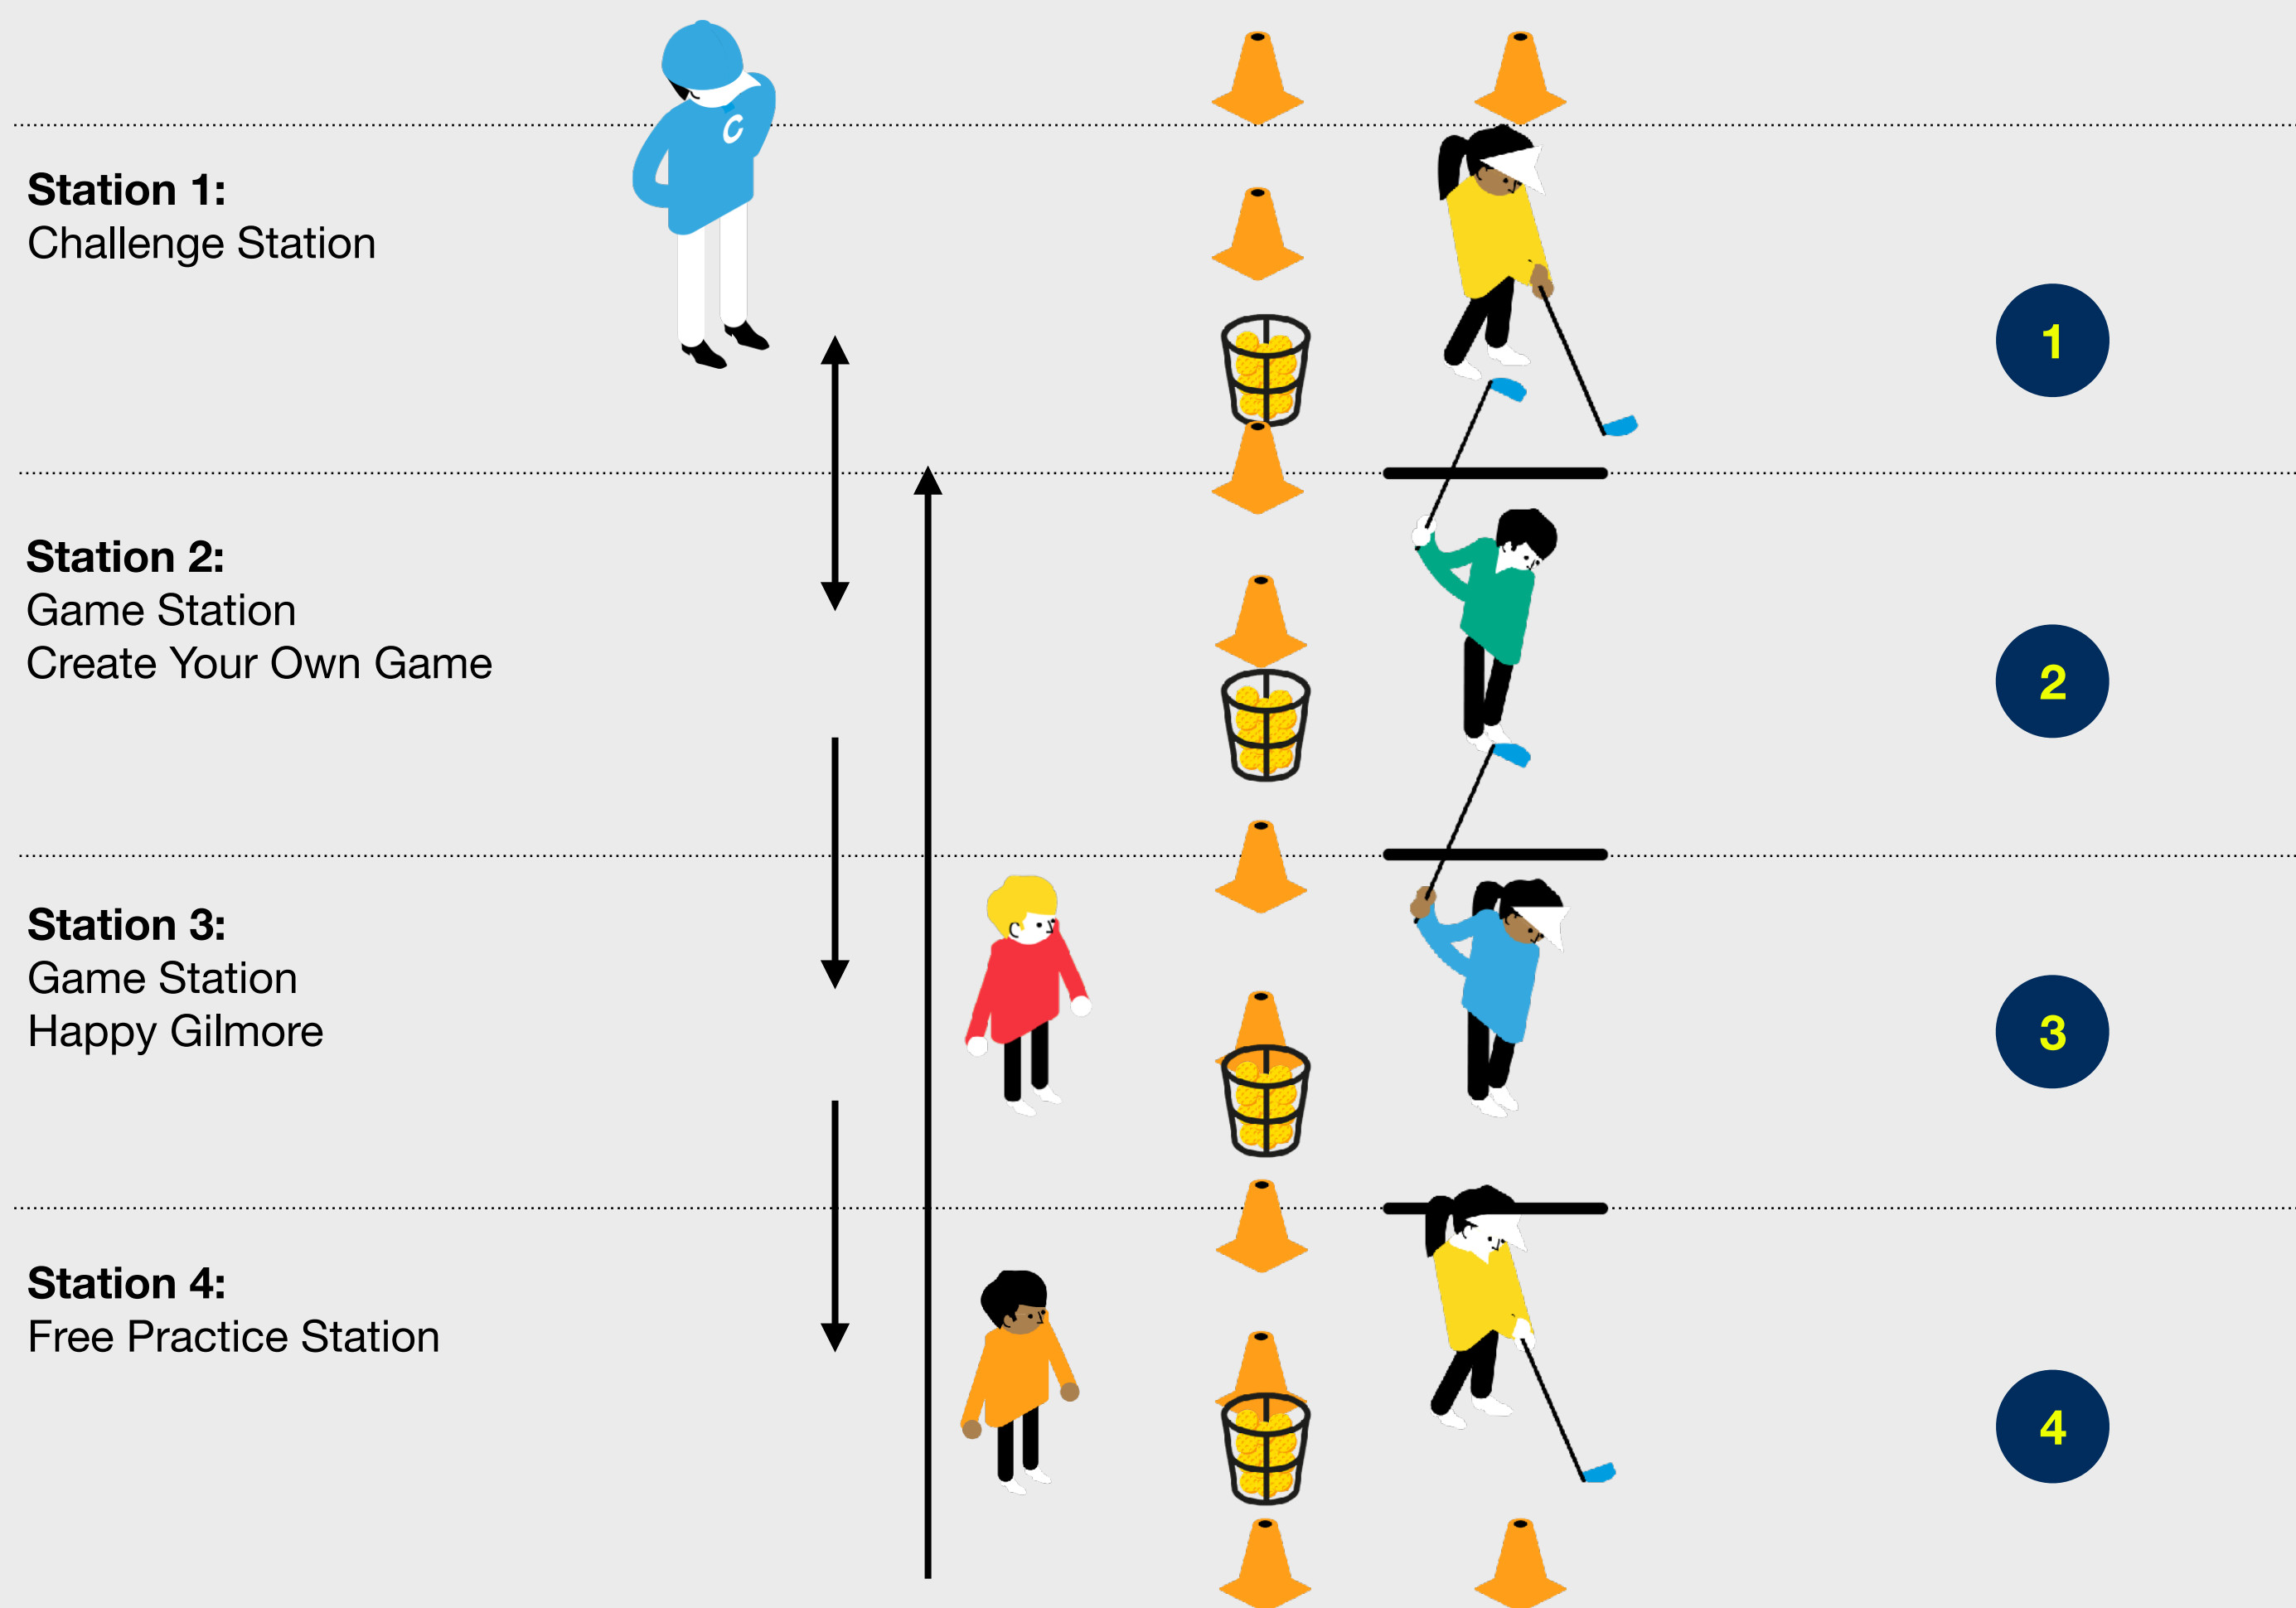 C
Station 1:
Challenge Station
1
Station 2:
Game Station
Create Your Own Game
2
Station 3:
Game Station
Happy Gilmore
3
Station 4:
Free Practice Station
4